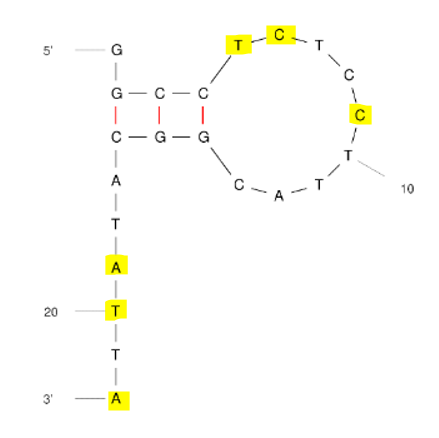 5' G
T C T
G C C
C
C G G C
T
A C A T
10
T
A
20 T
T
3' A